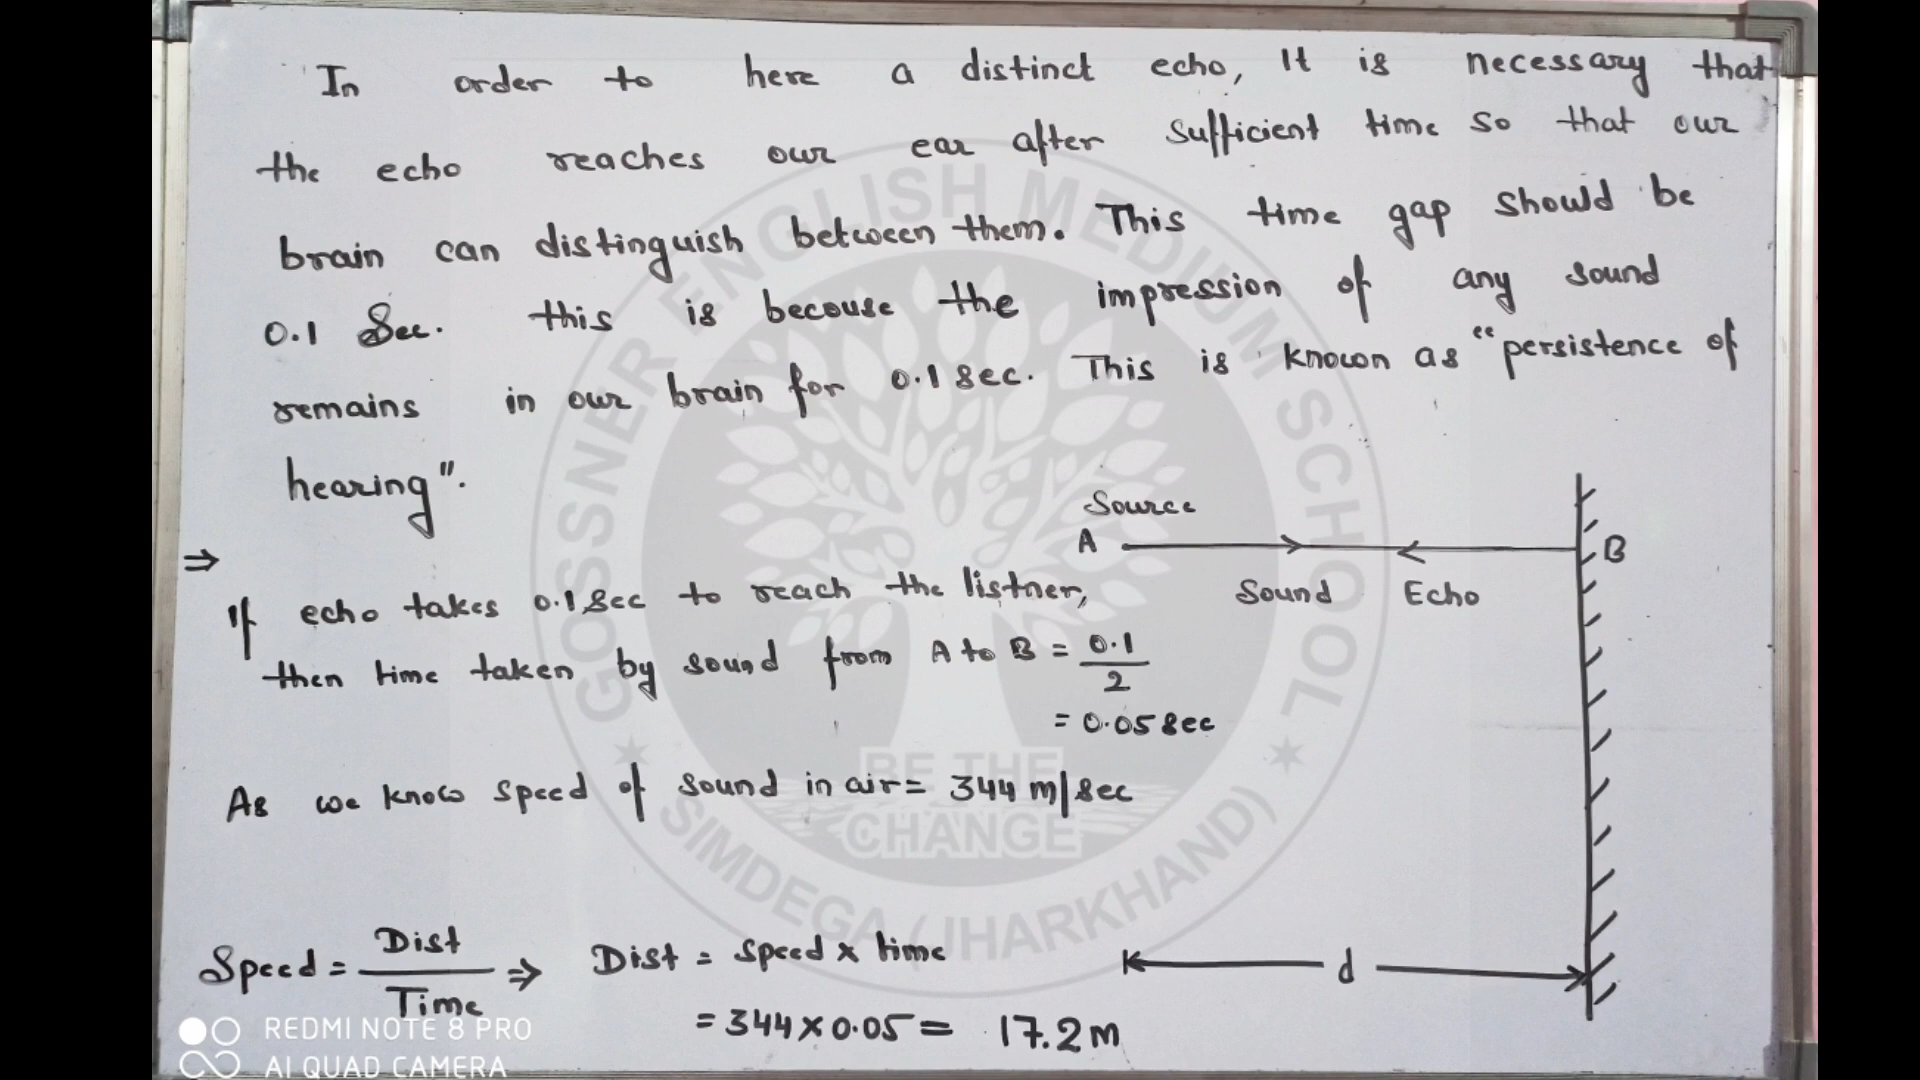 In order to here a distinct echo, It is necessary that
the echo reaches our ear after sufficient time so that our
brain can distinguish between them. This time gap should be
0.1 Sec. this is becouse the impression of any sound
remains in our brain for 0.1 sec. This is known as "persistence of
hearing".
Source
A B
Sound Echo
⇒
If echo takes 0.1 Sec to reach the listner,
then time taken by sound from A to B = 0.1/2
= 0.05 sec
As we know speed of sound in air = 344 m/sec
Speed = Dist/Time ⇒ Dist = speed x time
= 344 x 0.05 = 17.2 m
d
GOSSNER ENGLISH MEDIUM SCHOOL
BE THE
CHANGE
SIMDEGA (JHARKHAND)
REDMI NOTE 8 PRO
AI QUAD CAMERA